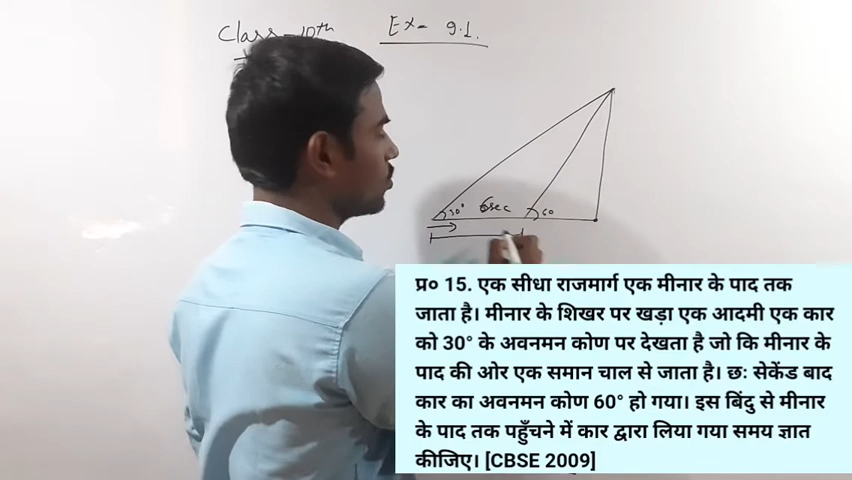 Class-10th Ex= 9.1.
30° 6sec 60
प्र० 15. एक सीधा राजमार्ग एक मीनार के पाद तक
जाता है। मीनार के शिखर पर खड़ा एक आदमी एक कार
को 30° के अवनमन कोण पर देखता है जो कि मीनार के
पाद की ओर एक समान चाल से जाता है। छः सेकेंड बाद
कार का अवनमन कोण 60° हो गया। इस बिंदु से मीनार
के पाद तक पहुँचने में कार द्वारा लिया गया समय ज्ञात
कीजिए। [CBSE 2009]